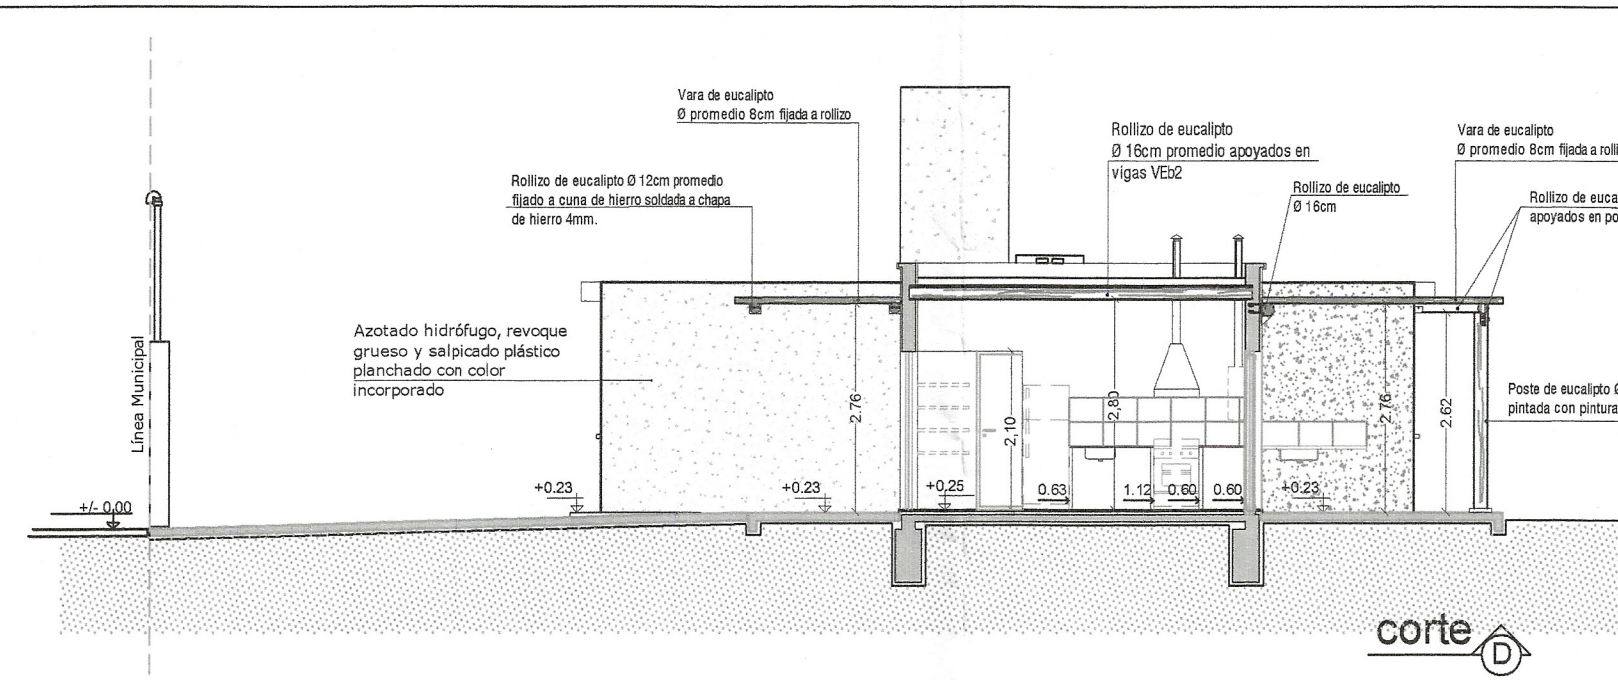 Vara de eucalipto
Ø promedio 8cm fijada a rollizo
Rollizo de eucalipto Ø 12cm promedio
fijado a cuna de hierro soldada a chapa
de hierro 4mm.
Rollizo de eucalipto
Ø 16cm promedio apoyados en
vigas VEb2
Rollizo de eucalipto
Ø 16cm
Vara de eucalipto
Ø promedio 8cm fijada a rolli
Rollizo de euca
apoyados en po
Azotado hidrófugo, revoque
grueso y salpicado plástico
planchado con color
incorporado
Línea Municipal
Poste de eucalipto Ø
pintada con pintura
2.76
2,10
2,80
2.76
2.62
+/- 0,00
+0.23
+0.23
+0.25
0.63
1.12
0.60
0.60
+0.23
corte
D